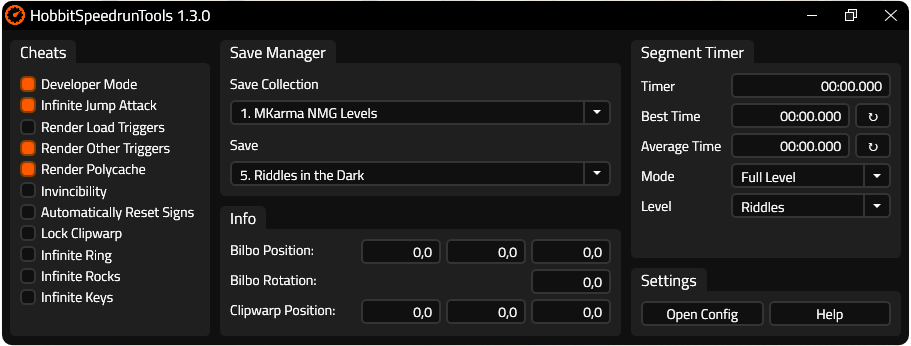 HobbitSpeedrunTools 1.3.0
Cheats
Developer Mode
Infinite Jump Attack
Render Load Triggers
Render Other Triggers
Render Polycache
Invincibility
Automatically Reset Signs
Lock Clipwarp
Infinite Ring
Infinite Rocks
Infinite Keys
Save Manager
Save Collection
1. MKarma NMG Levels
Save
5. Riddles in the Dark
Info
Bilbo Position: 0,0 0,0 0,0
Bilbo Rotation: 0,0
Clipwarp Position: 0,0 0,0 0,0
Segment Timer
Timer 00:00.000
Best Time 00:00.000 ↻
Average Time 00:00.000 ↻
Mode Full Level
Level Riddles
Settings
Open Config Help